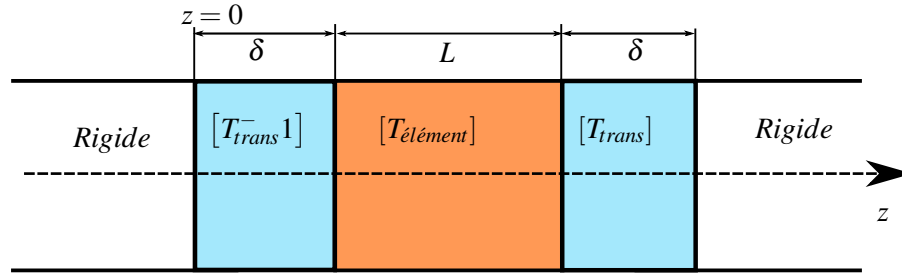 z = 0
δ L δ
Rigide [T⁻trans1] [Télément] [Ttrans] Rigide
z